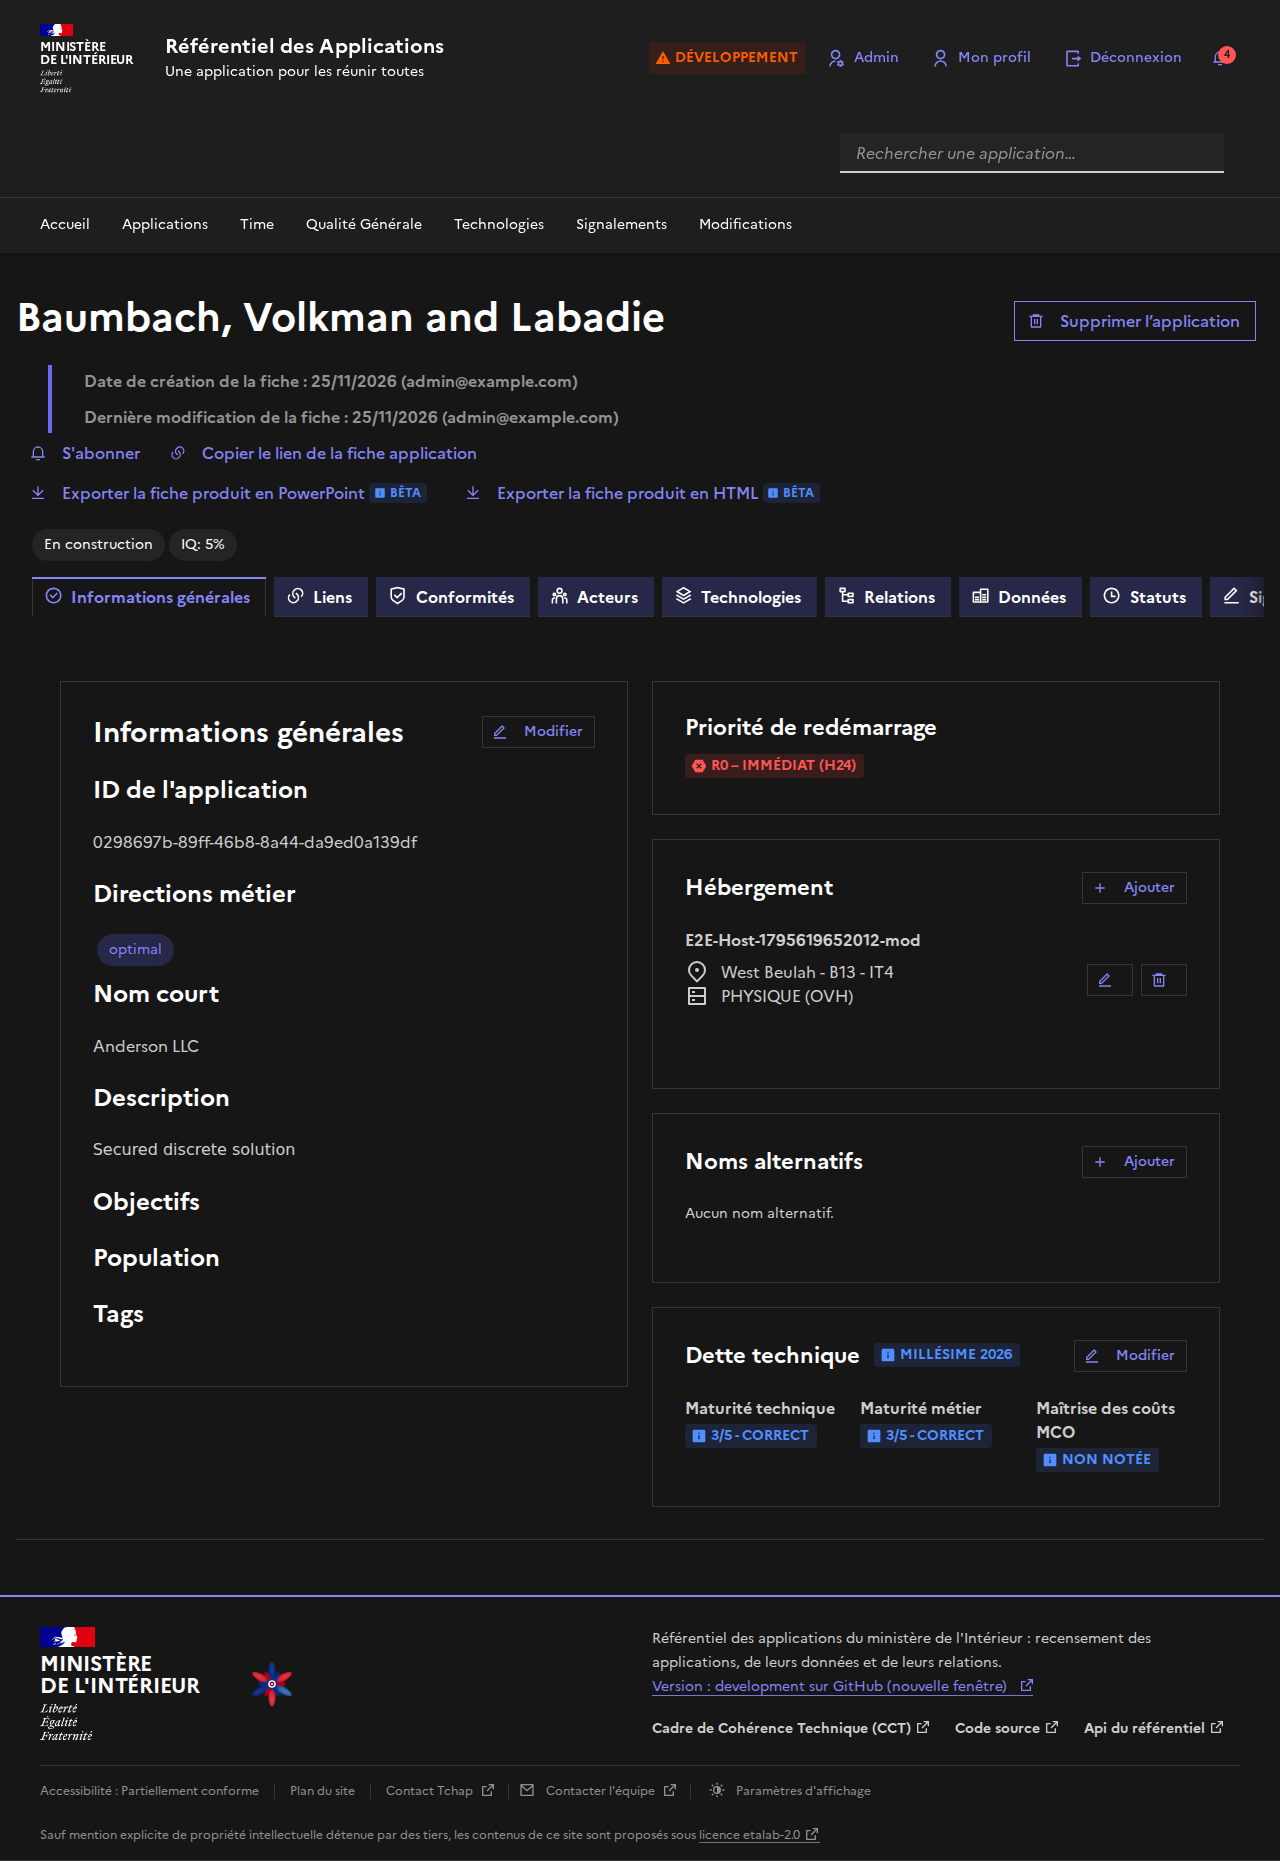 MINISTÈRE
DE L'INTÉRIEUR
Liberté
Égalité
Fraternité
Référentiel des Applications
Une application pour les réunir toutes
DÉVELOPPEMENT
Admin
Mon profil
Déconnexion
4
Rechercher une application…
Accueil
Applications
Time
Qualité Générale
Technologies
Signalements
Modifications
Baumbach, Volkman and Labadie
Supprimer l’application
Date de création de la fiche : 25/11/2026 (admin@example.com)
Dernière modification de la fiche : 25/11/2026 (admin@example.com)
S'abonner
Copier le lien de la fiche application
Exporter la fiche produit en PowerPoint BÊTA
Exporter la fiche produit en HTML BÊTA
En construction
IQ: 5%
Informations générales
Liens
Conformités
Acteurs
Technologies
Relations
Données
Statuts
Informations générales
Modifier
ID de l'application
0298697b-89ff-46b8-8a44-da9ed0a139df
Directions métier
optimal
Nom court
Anderson LLC
Description
Secured discrete solution
Objectifs
Population
Tags
Priorité de redémarrage
R0 – IMMÉDIAT (H24)
Hébergement
Ajouter
E2E-Host-1795619652012-mod
West Beulah - B13 - IT4
PHYSIQUE (OVH)
Noms alternatifs
Ajouter
Aucun nom alternatif.
Dette technique
MILLÉSIME 2026
Modifier
Maturité technique
3/5 - CORRECT
Maturité métier
3/5 - CORRECT
Maîtrise des coûts
MCO
NON NOTÉE
MINISTÈRE
DE L'INTÉRIEUR
Liberté
Égalité
Fraternité
Référentiel des applications du ministère de l'Intérieur : recensement des
applications, de leurs données et de leurs relations.
Version : development sur GitHub (nouvelle fenêtre)
Cadre de Cohérence Technique (CCT)
Code source
Api du référentiel
Accessibilité : Partiellement conforme
Plan du site
Contact Tchap
Contacter l'équipe
Paramètres d'affichage
Sauf mention explicite de propriété intellectuelle détenue par des tiers, les contenus de ce site sont proposés sous licence etalab-2.0